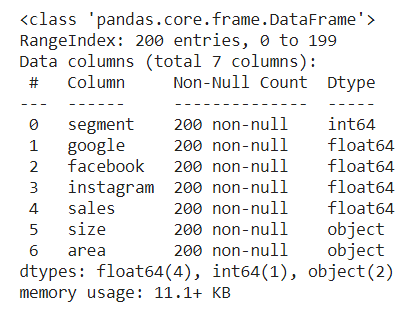 <class 'pandas.core.frame.DataFrame'>
RangeIndex: 200 entries, 0 to 199
Data columns (total 7 columns):
 #   Column     Non-Null Count  Dtype
---  ------     --------------  -----
 0   segment    200 non-null    int64
 1   google     200 non-null    float64
 2   facebook   200 non-null    float64
 3   instagram  200 non-null    float64
 4   sales      200 non-null    float64
 5   size       200 non-null    object
 6   area       200 non-null    object
dtypes: float64(4), int64(1), object(2)
memory usage: 11.1+ KB